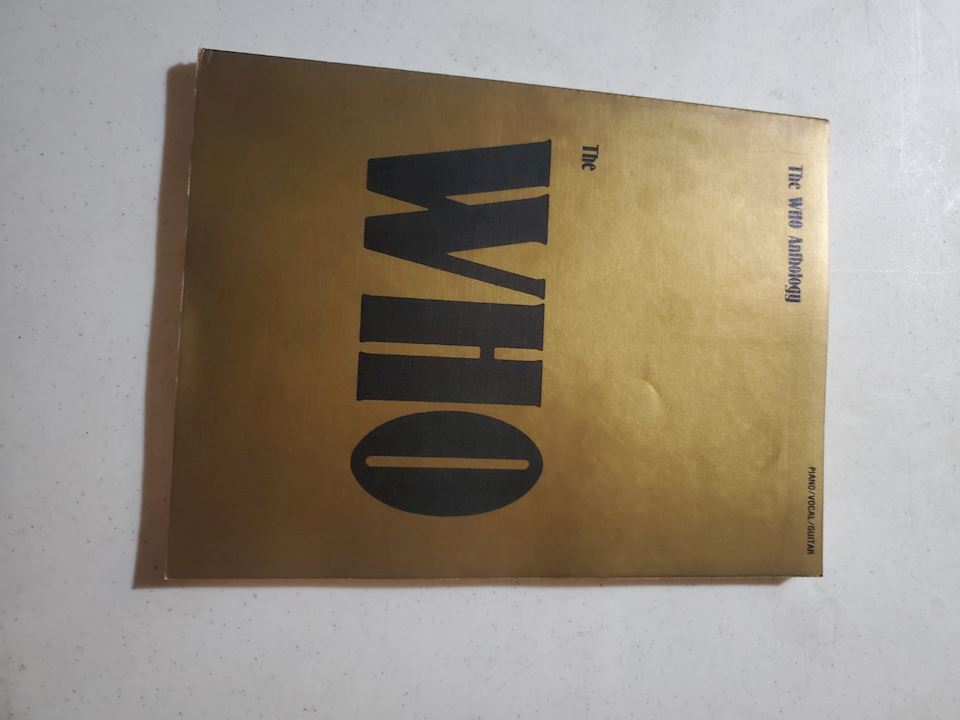 The WHO Anthology
PIANO/VOCAL/GUITAR
The
WHO